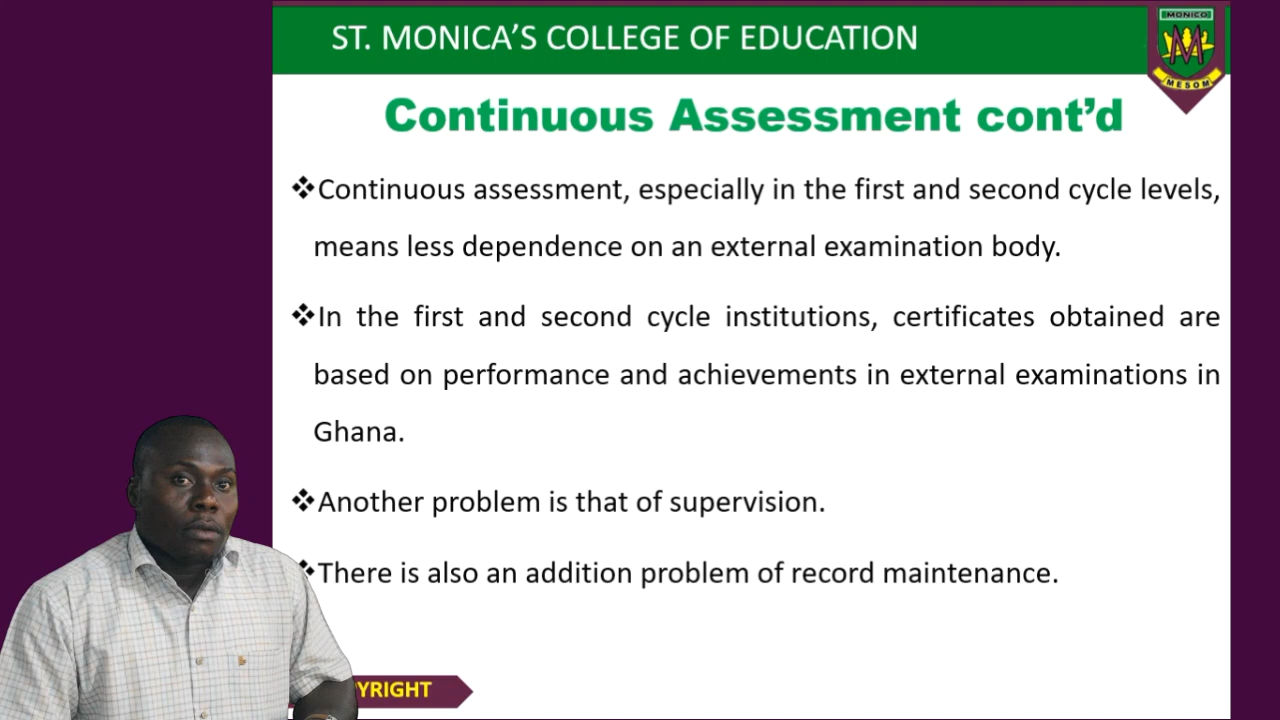 ST. MONICA’S COLLEGE OF EDUCATION
MONICO
MESOM
Continuous Assessment cont’d
❖Continuous assessment, especially in the first and second cycle levels,
means less dependence on an external examination body.
❖In the first and second cycle institutions, certificates obtained are
based on performance and achievements in external examinations in
Ghana.
❖Another problem is that of supervision.
❖There is also an addition problem of record maintenance.
YRIGHT